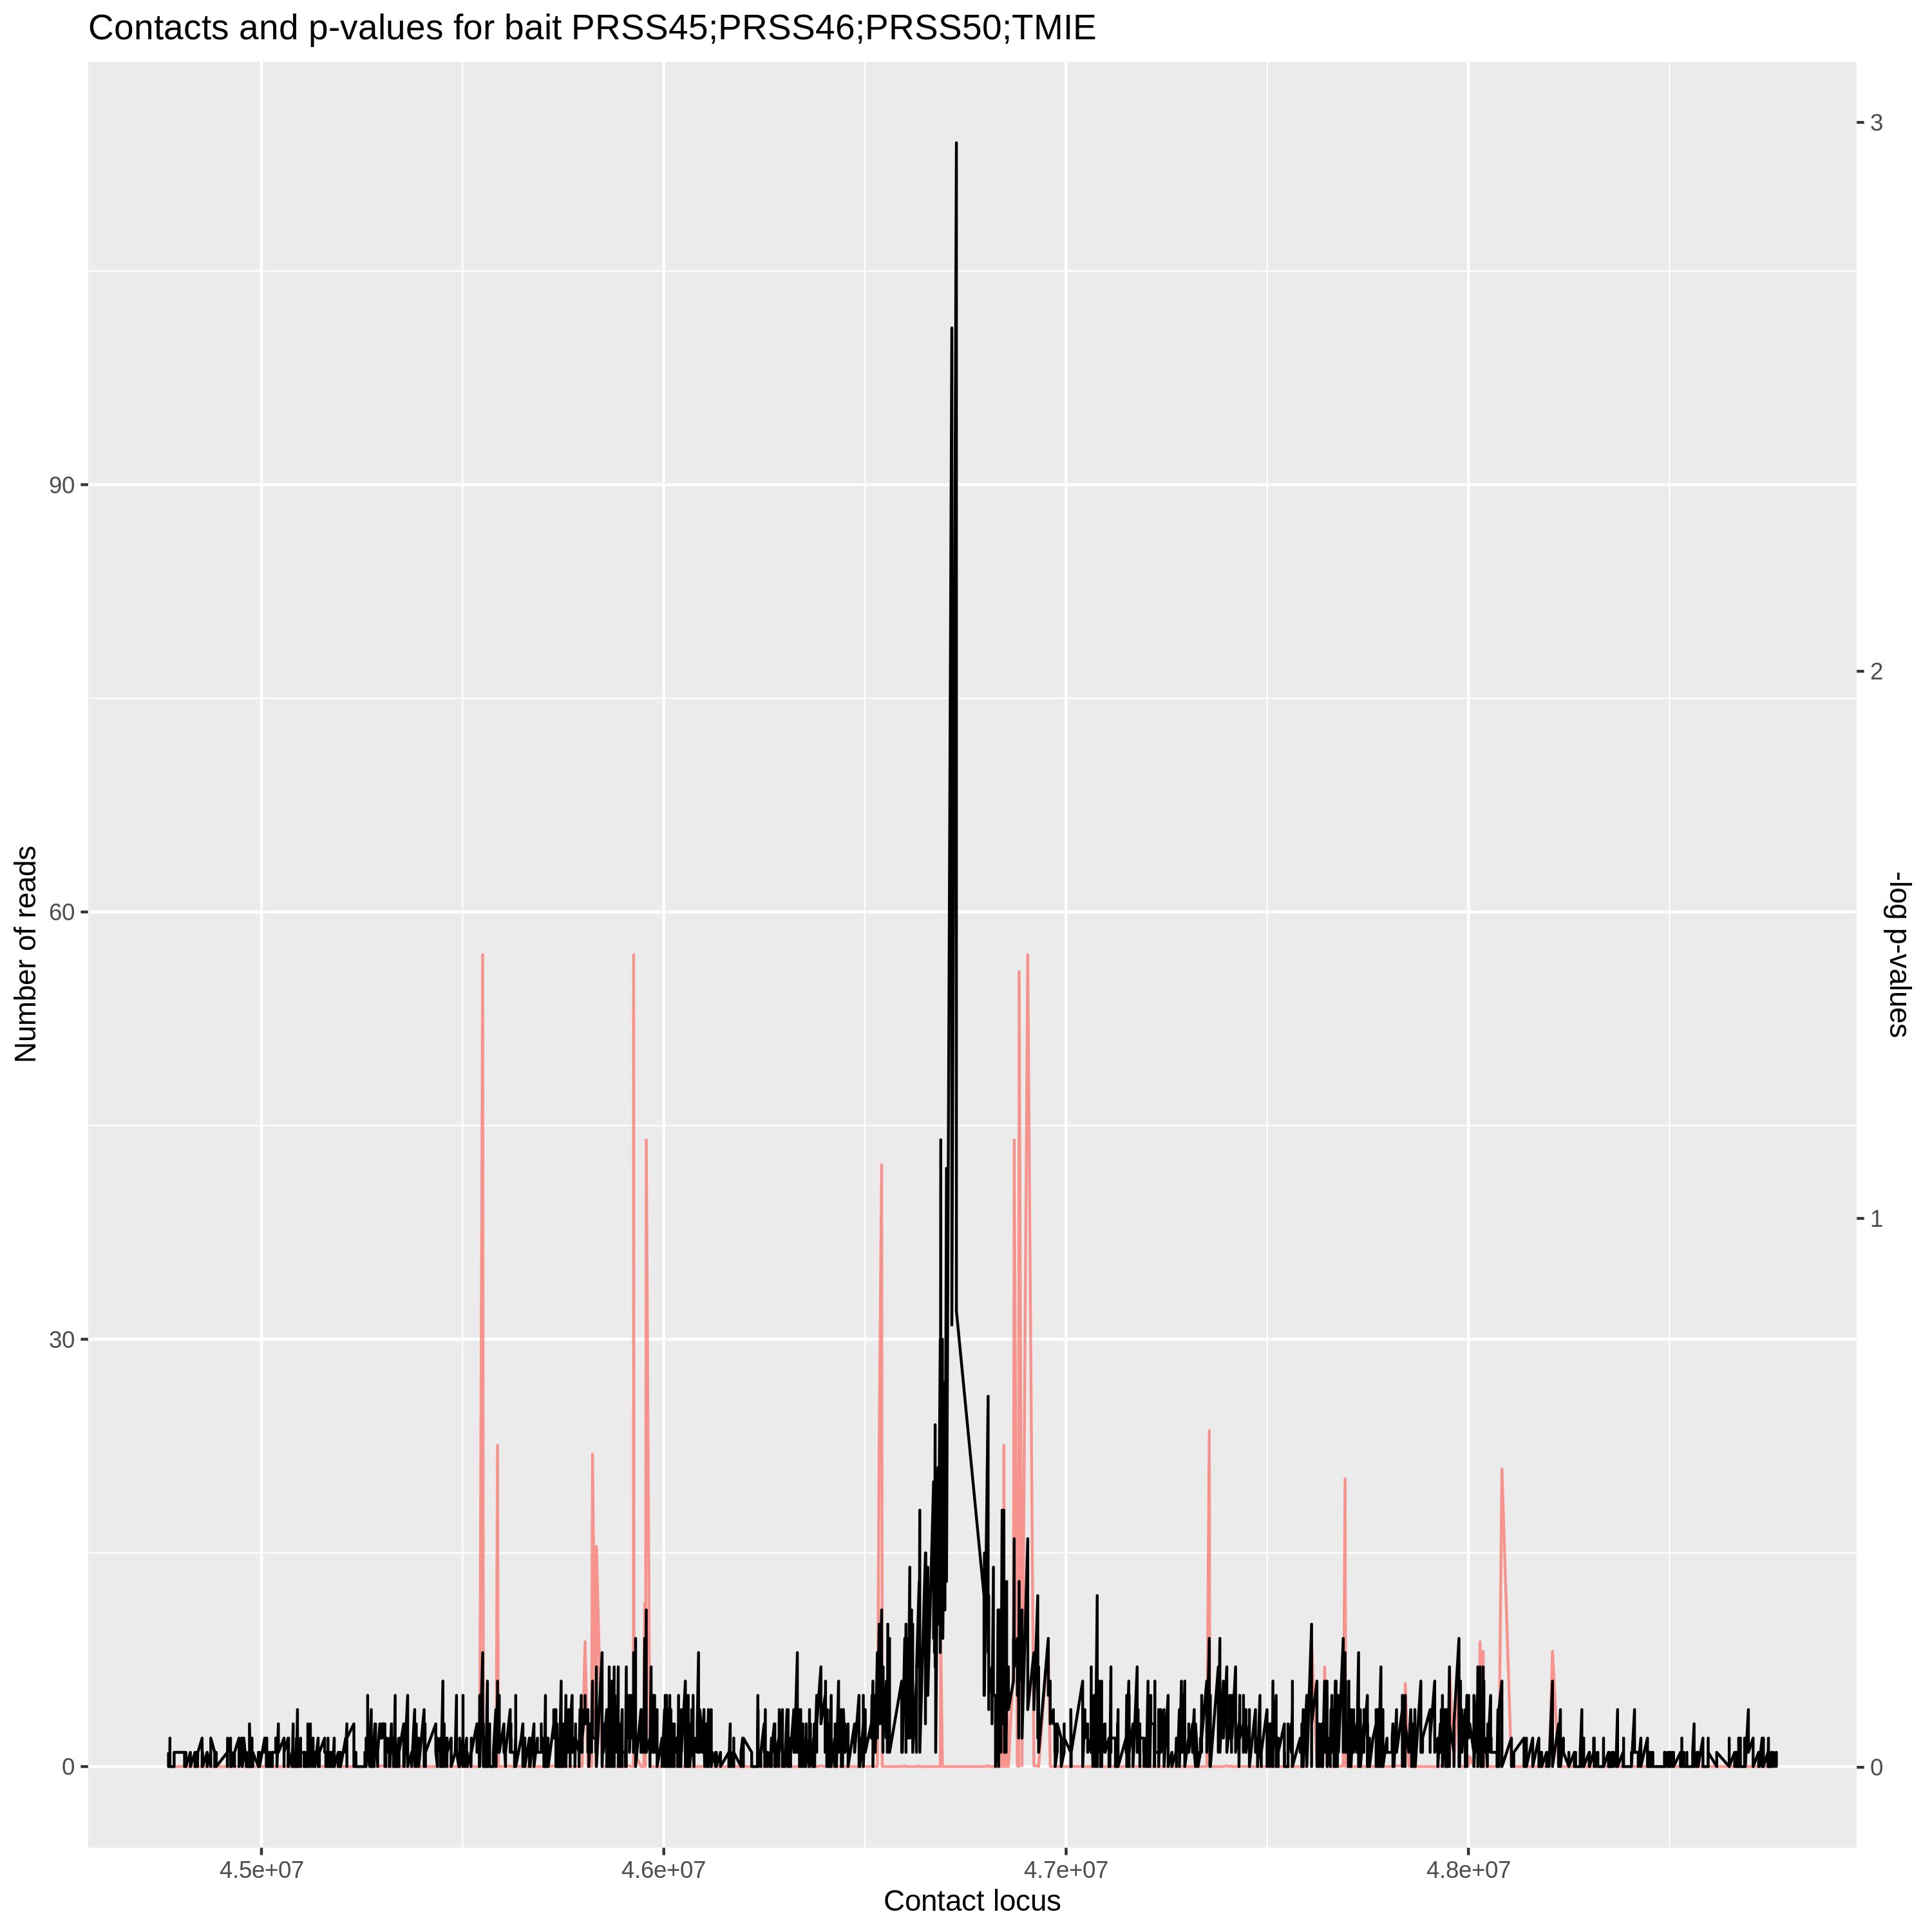 Contacts and p-values for bait PRSS45;PRSS46;PRSS50;TMIE
Number of reads
90
60
30
0
3
2
1
0
-log p-values
4.5e+07
4.6e+07
4.7e+07
4.8e+07
Contact locus